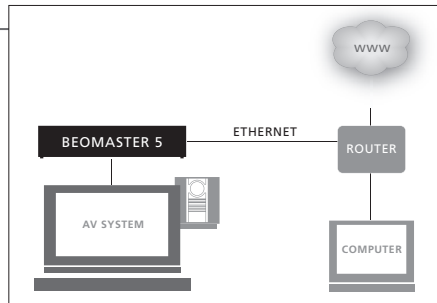 WWW
ETHERNET
BEOMASTER 5
ROUTER
AV SYSTEM
COMPUTER